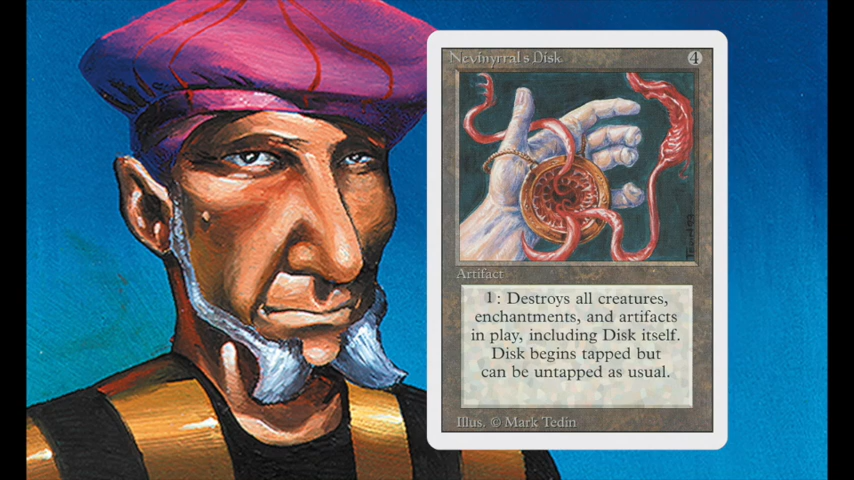 Nevinyrral's Disk 4
Artifact
1: Destroys all creatures,
enchantments, and artifacts
in play, including Disk itself.
Disk begins tapped but
can be untapped as usual.
Illus. © Mark Tedin